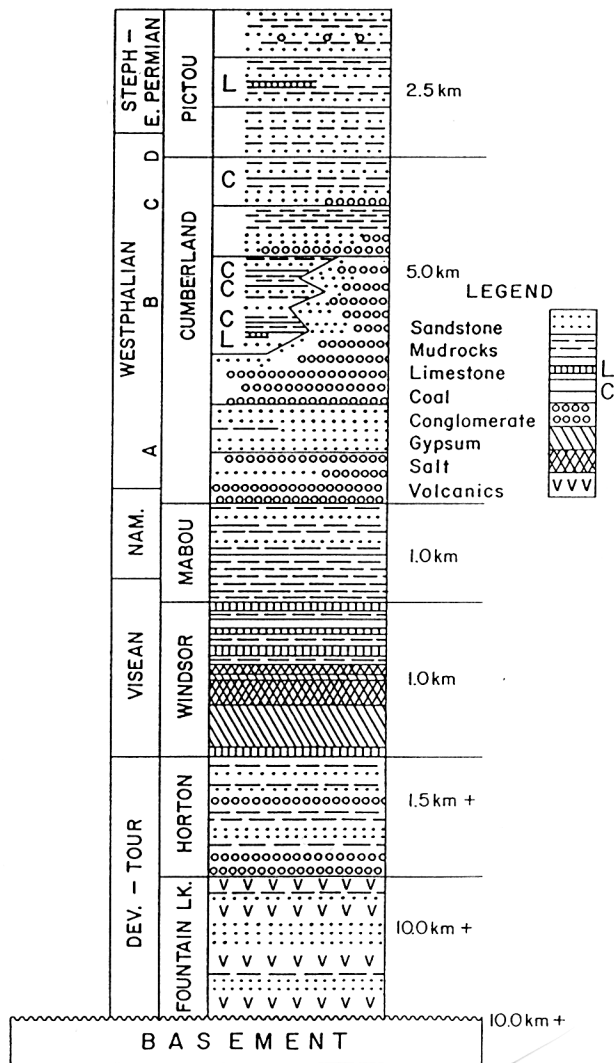 STEPH –
E. PERMIAN
WESTPHALIAN
D
C
B
A
NAM.
VISEAN
DEV. – TOUR
PICTOU
CUMBERLAND
MABOU
WINDSOR
HORTON
FOUNTAIN LK.
L
C
C
C
C
L
2.5 km
5.0 km
1.0 km
1.0 km
1.5 km +
10.0 km +
10.0 km +
LEGEND
Sandstone
Mudrocks
Limestone L
Coal C
Conglomerate
Gypsum
Salt
Volcanics
BASEMENT